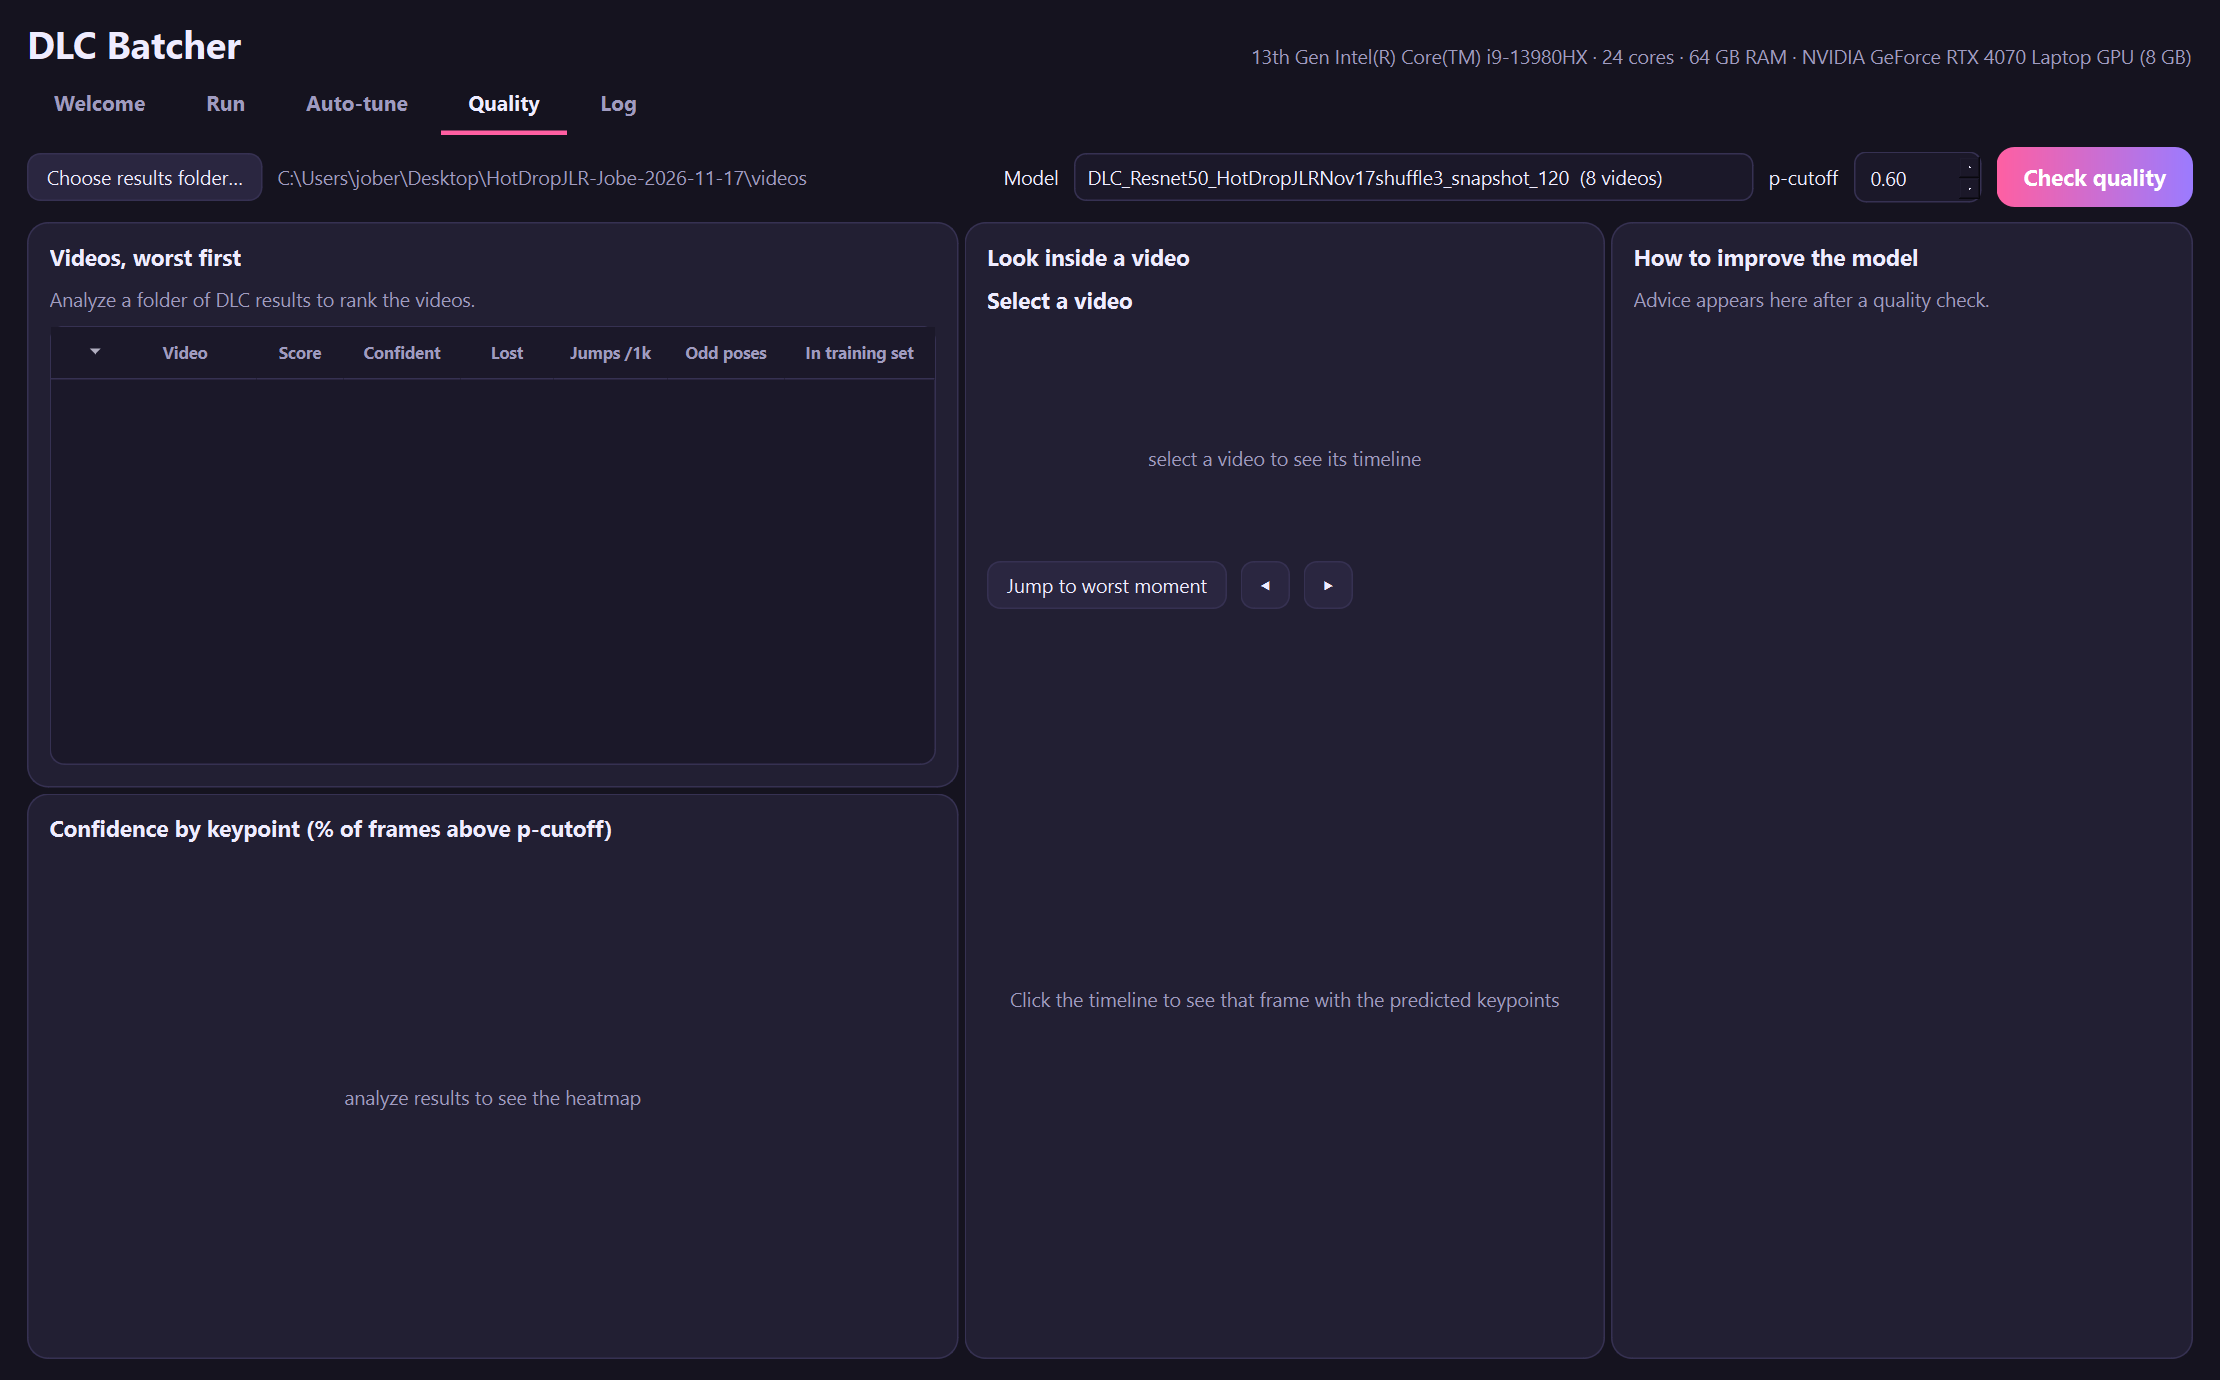 DLC Batcher
13th Gen Intel(R) Core(TM) i9-13980HX · 24 cores · 64 GB RAM · NVIDIA GeForce RTX 4070 Laptop GPU (8 GB)
Welcome Run Auto-tune Quality Log
Choose results folder... C:\Users\jober\Desktop\HotDropJLR-Jobe-2026-11-17\videos Model DLC_Resnet50_HotDropJLRNov17shuffle3_snapshot_120 (8 videos) p-cutoff 0.60 Check quality
Videos, worst first
Analyze a folder of DLC results to rank the videos.
Video Score Confident Lost Jumps /1k Odd poses In training set
Confidence by keypoint (% of frames above p-cutoff)
analyze results to see the heatmap
Look inside a video
Select a video
select a video to see its timeline
Jump to worst moment
Click the timeline to see that frame with the predicted keypoints
How to improve the model
Advice appears here after a quality check.